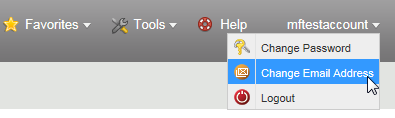 Favorites Tools Help mftestaccount
Change Password
Change Email Address
Logout